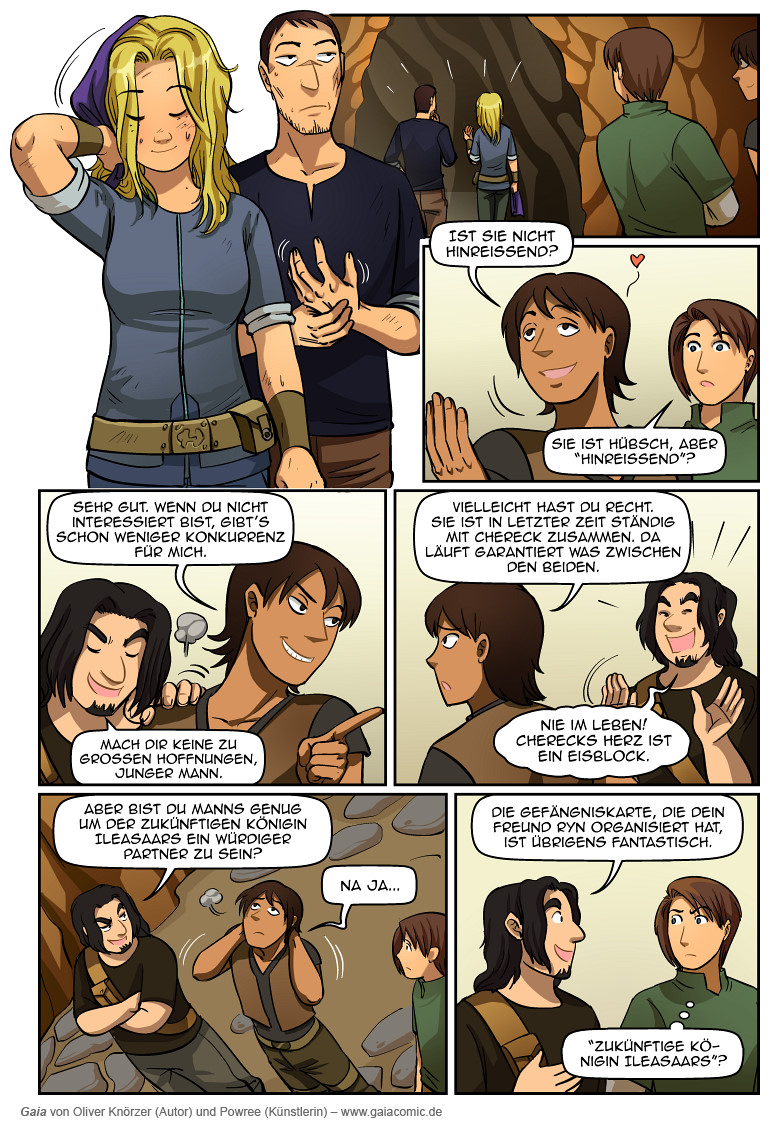 IST SIE NICHT
HINREISSEND?
SIE IST HÜBSCH, ABER
"HINREISSEND"?
SEHR GUT. WENN DU NICHT
INTERESSIERT BIST, GIBT'S
SCHON WENIGER KONKURRENZ
FÜR MICH.
MACH DIR KEINE ZU
GROSSEN HOFFNUNGEN,
JUNGER MANN.
VIELLEICHT HAST DU RECHT.
SIE IST IN LETZTER ZEIT STÄNDIG
MIT CHERECK ZUSAMMEN. DA
LÄUFT GARANTIERT WAS ZWISCHEN
DEN BEIDEN.
NIE IM LEBEN!
CHERECKS HERZ IST
EIN EISBLOCK.
ABER BIST DU MANNS GENUG
UM DER ZUKÜNFTIGEN KÖNIGIN
ILEASAARS EIN WÜRDIGER
PARTNER ZU SEIN?
NA JA...
DIE GEFÄNGNISKARTE, DIE DEIN
FREUND RYN ORGANISIERT HAT,
IST ÜBRIGENS FANTASTISCH.
"ZUKÜNFTIGE KÖ-
NIGIN ILEASAARS"?
Gaia von Oliver Knörzer (Autor) und Powree (Künstlerin) – www.gaiacomic.de